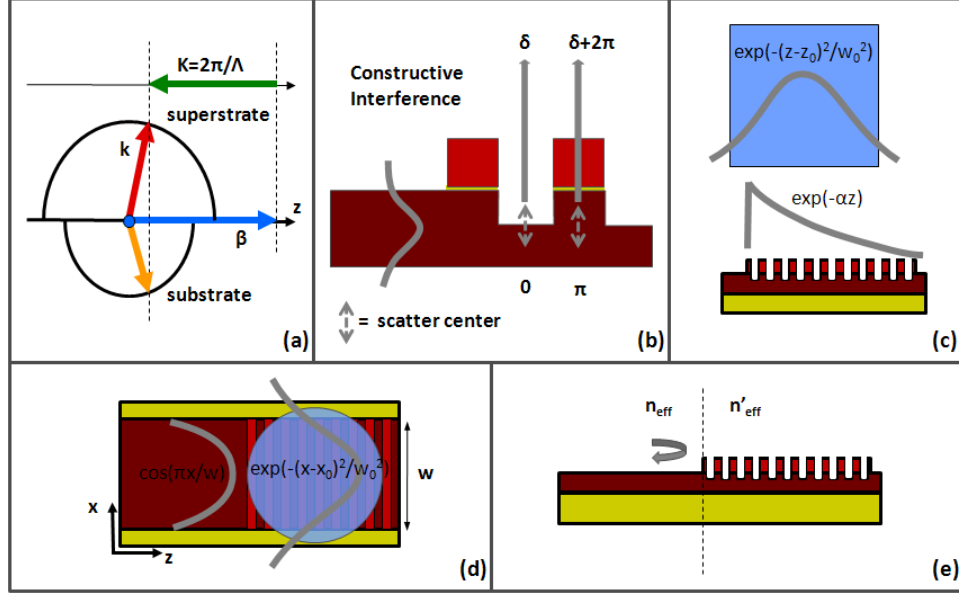 K=2π/Λ
superstrate
k
z
β
substrate
(a)
δ δ+2π
Constructive
Interference
0 π
= scatter center
(b)
exp(-(z-z₀)²/w₀²)
exp(-αz)
(c)
cos(πx/w) exp(-(x-x₀)²/w₀²) w
x
z
(d)
n_eff n'_eff
(e)